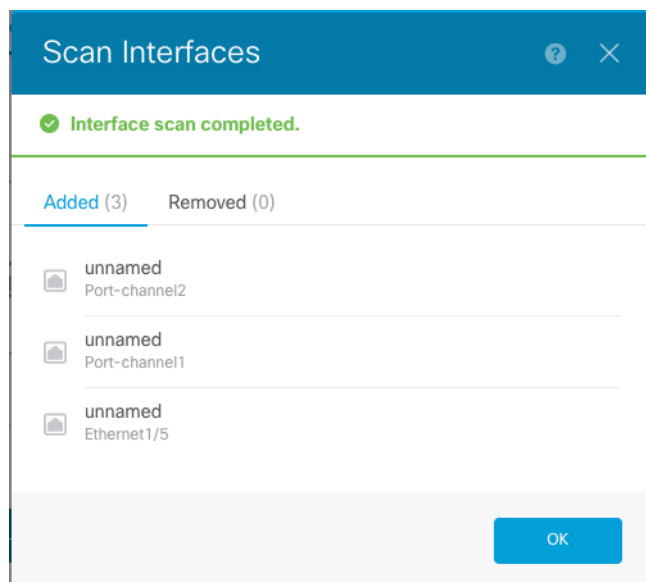 Scan Interfaces
Interface scan completed.
Added (3) Removed (0)
unnamed
Port-channel2
unnamed
Port-channel1
unnamed
Ethernet1/5
OK